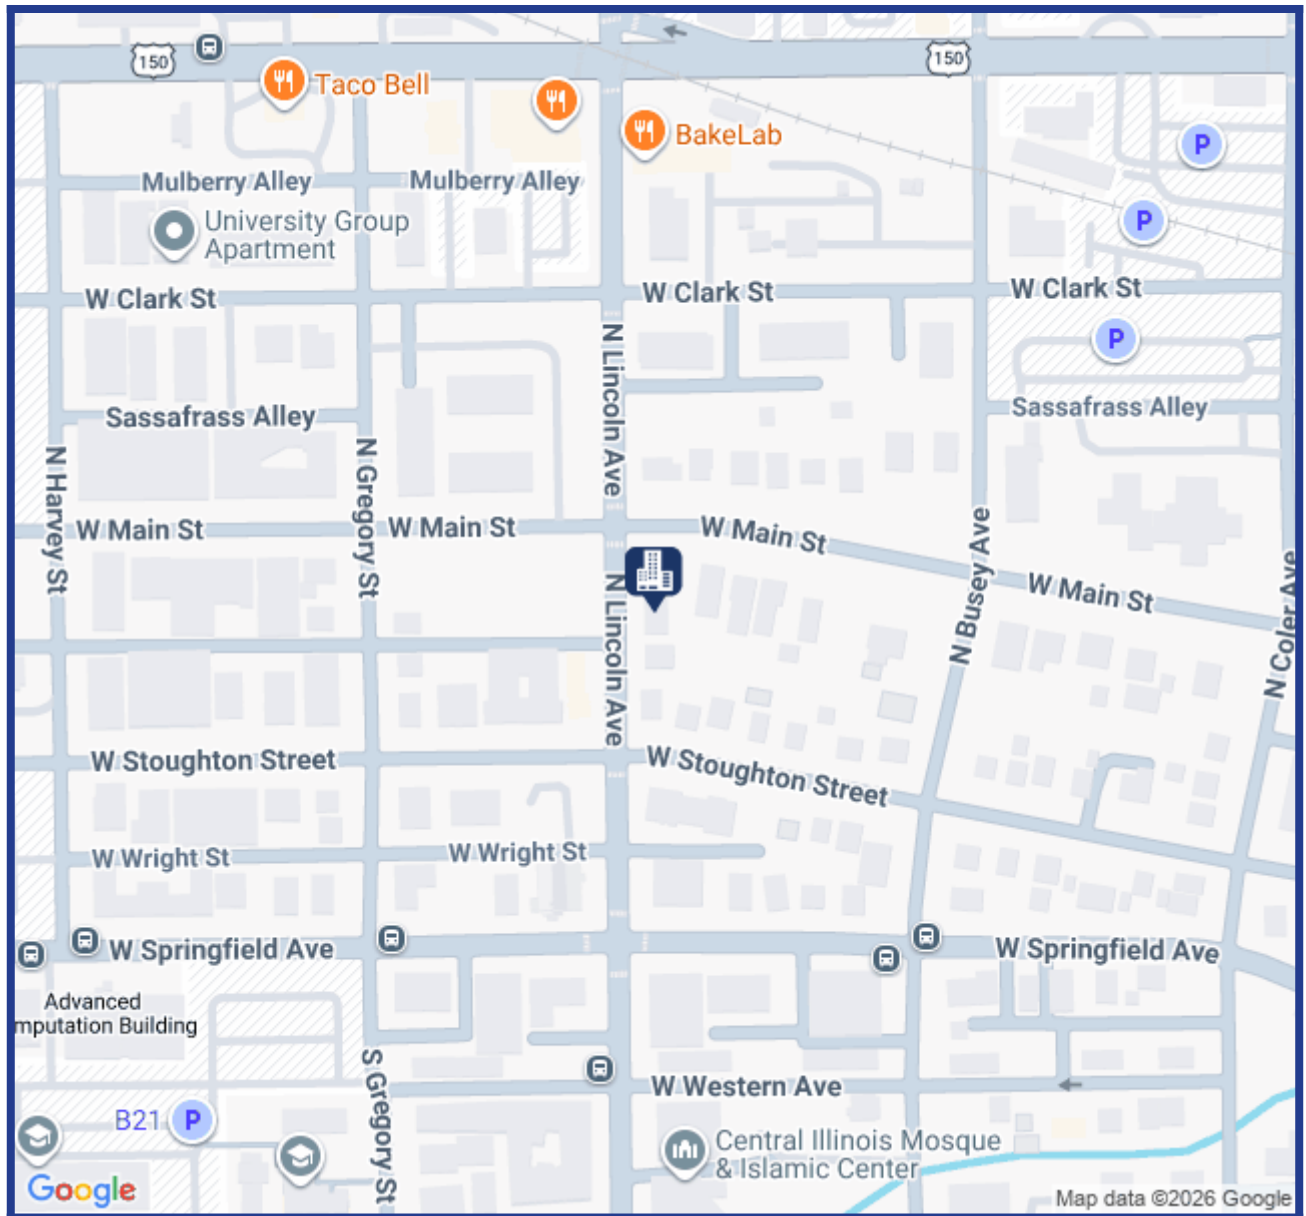 150
150
Taco Bell
BakeLab
P
Mulberry Alley
Mulberry Alley
University Group
Apartment
P
W Clark St
W Clark St
W Clark St
P
N Lincoln Ave
Sassafrass Alley
Sassafrass Alley
N Harvey St
N Gregory St
W Main St
W Main St
W Main St
W Main St
N Busey Ave
N Lincoln Ave
N Coler Ave
W Stoughton Street
W Stoughton Street
W Wright St
W Wright St
W Springfield Ave
W Springfield Ave
Advanced
mputation Building
S Gregory St
W Western Ave
B21
P
Central Illinois Mosque
& Islamic Center
Google
Map data ©2026 Google